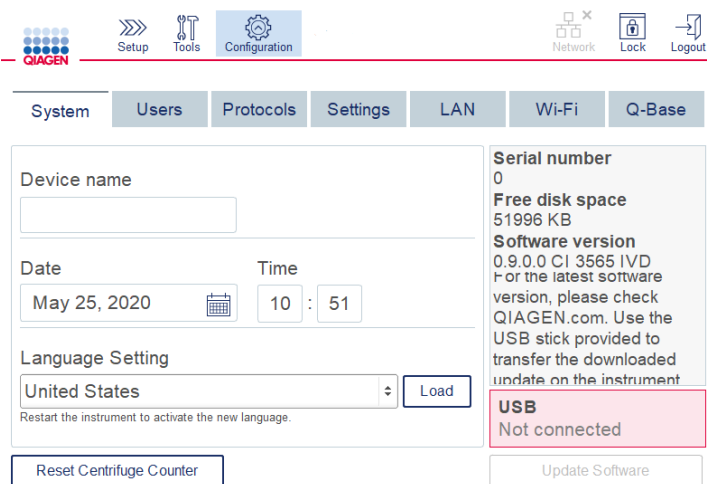 QIAGEN
Setup
Tools
Configuration
Network
Lock
Logout
System
Users
Protocols
Settings
LAN
Wi-Fi
Q-Base
Device name
Date
Time
May 25, 2020
10 : 51
Language Setting
United States
Load
Restart the instrument to activate the new language.
Reset Centrifuge Counter
Serial number
0
Free disk space
51996 KB
Software version
0.9.0.0 CI 3565 IVD
For the latest software
version, please check
QIAGEN.com. Use the
USB stick provided to
transfer the downloaded
update on the instrument
USB
Not connected
Update Software